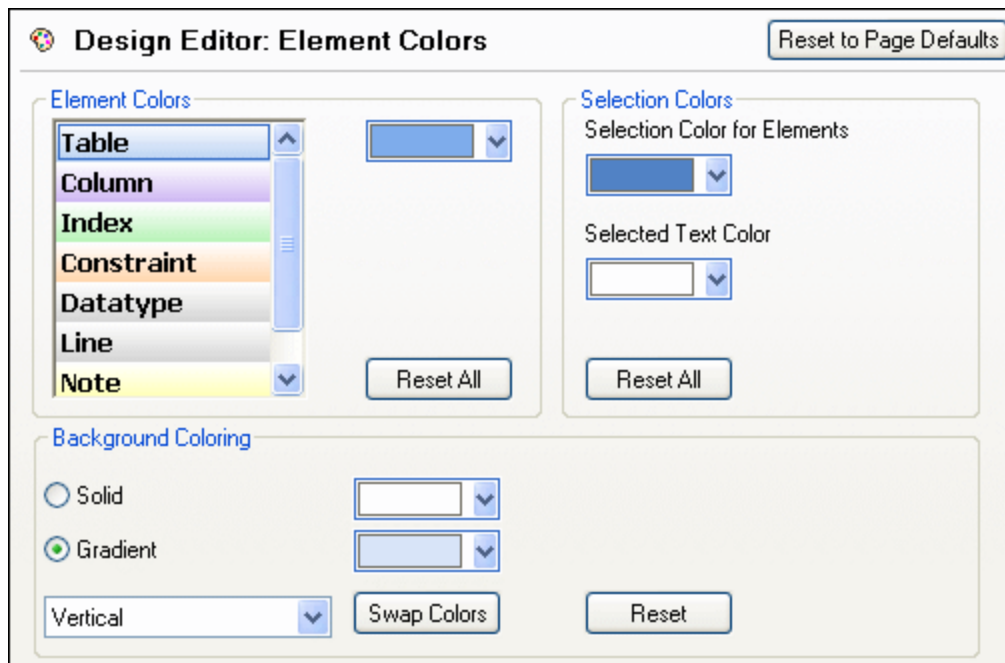 Design Editor: Element Colors
Reset to Page Defaults
Element Colors
Table
Column
Index
Constraint
Datatype
Line
Note
Reset All
Selection Colors
Selection Color for Elements
Selected Text Color
Reset All
Background Coloring
Solid
Gradient
Vertical
Swap Colors
Reset